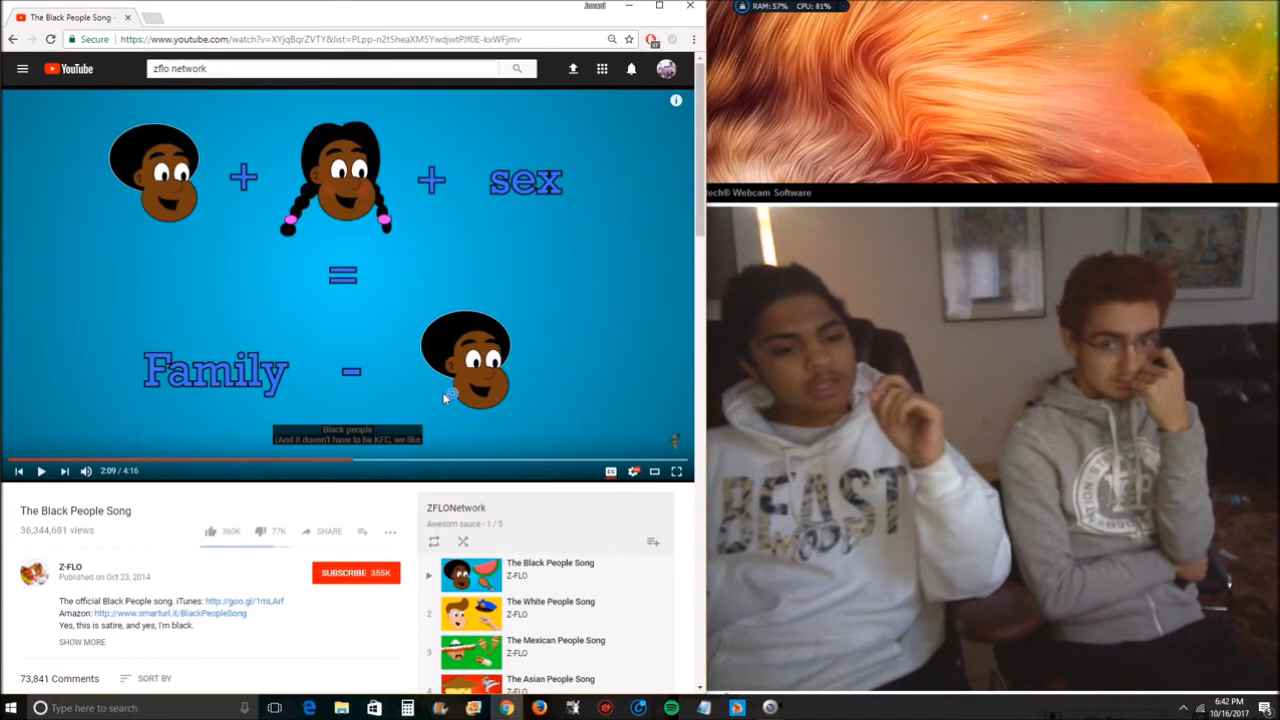 The Black People Song -
Jovani
Secure
https://www.youtube.com/watch?v=XYjqBqrZVTY&list=PLpp-n2t5heaXM5YwdjwtPJf0E-kxWFjmv
YouTube
zflo network
+ + sex
=
Family -
Black people
(And it doesn't have to be KFC, we like
2:09 / 4:16
The Black People Song
36,344,681 views
360K
77K
SHARE
Z-FLO
Published on Oct 23, 2014
SUBSCRIBE 355K
The official Black People song. iTunes: http://goo.gl/1mLArf
Amazon: http://www.smarturl.it/BlackPeopleSong
Yes, this is satire, and yes, I'm black.
SHOW MORE
73,841 Comments
SORT BY
ZFLONetwork
Awesom sauce - 1 / 5
The Black People Song
Z-FLO
2
The White People Song
Z-FLO
3
The Mexican People Song
Z-FLO
4
The Asian People Song
Z-FLO
RAM: 57% CPU: 81%
tech® Webcam Software
BEAST
Type here to search
6:42 PM
10/16/2017